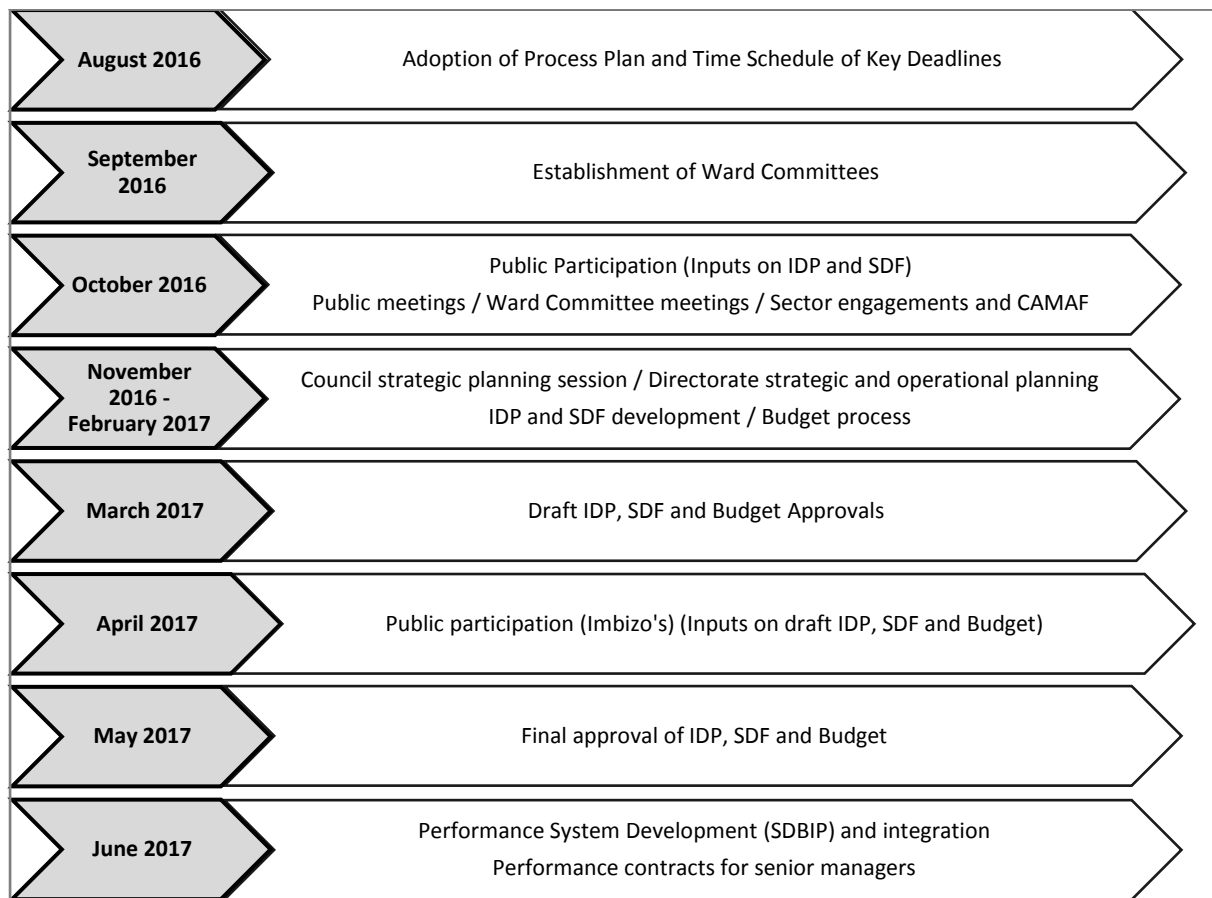 August 2016
Adoption of Process Plan and Time Schedule of Key Deadlines
September
2016
Establishment of Ward Committees
October 2016
Public Participation (Inputs on IDP and SDF)
Public meetings / Ward Committee meetings / Sector engagements and CAMAF
November
2016 -
February 2017
Council strategic planning session / Directorate strategic and operational planning
IDP and SDF development / Budget process
March 2017
Draft IDP, SDF and Budget Approvals
April 2017
Public participation (Imbizo's) (Inputs on draft IDP, SDF and Budget)
May 2017
Final approval of IDP, SDF and Budget
June 2017
Performance System Development (SDBIP) and integration
Performance contracts for senior managers